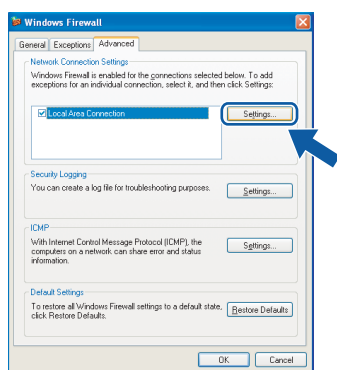 Windows Firewall
General Exceptions Advanced
Network Connection Settings
Windows Firewall is enabled for the connections selected below. To add
exceptions for an individual connection, select it, and then click Settings:
Local Area Connection
Settings...
Security Logging
You can create a log file for troubleshooting purposes.
Settings...
ICMP
With Internet Control Message Protocol (ICMP), the
computers on a network can share error and status
information.
Settings...
Default Settings
To restore all Windows Firewall settings to a default state,
click Restore Defaults.
Restore Defaults
OK Cancel